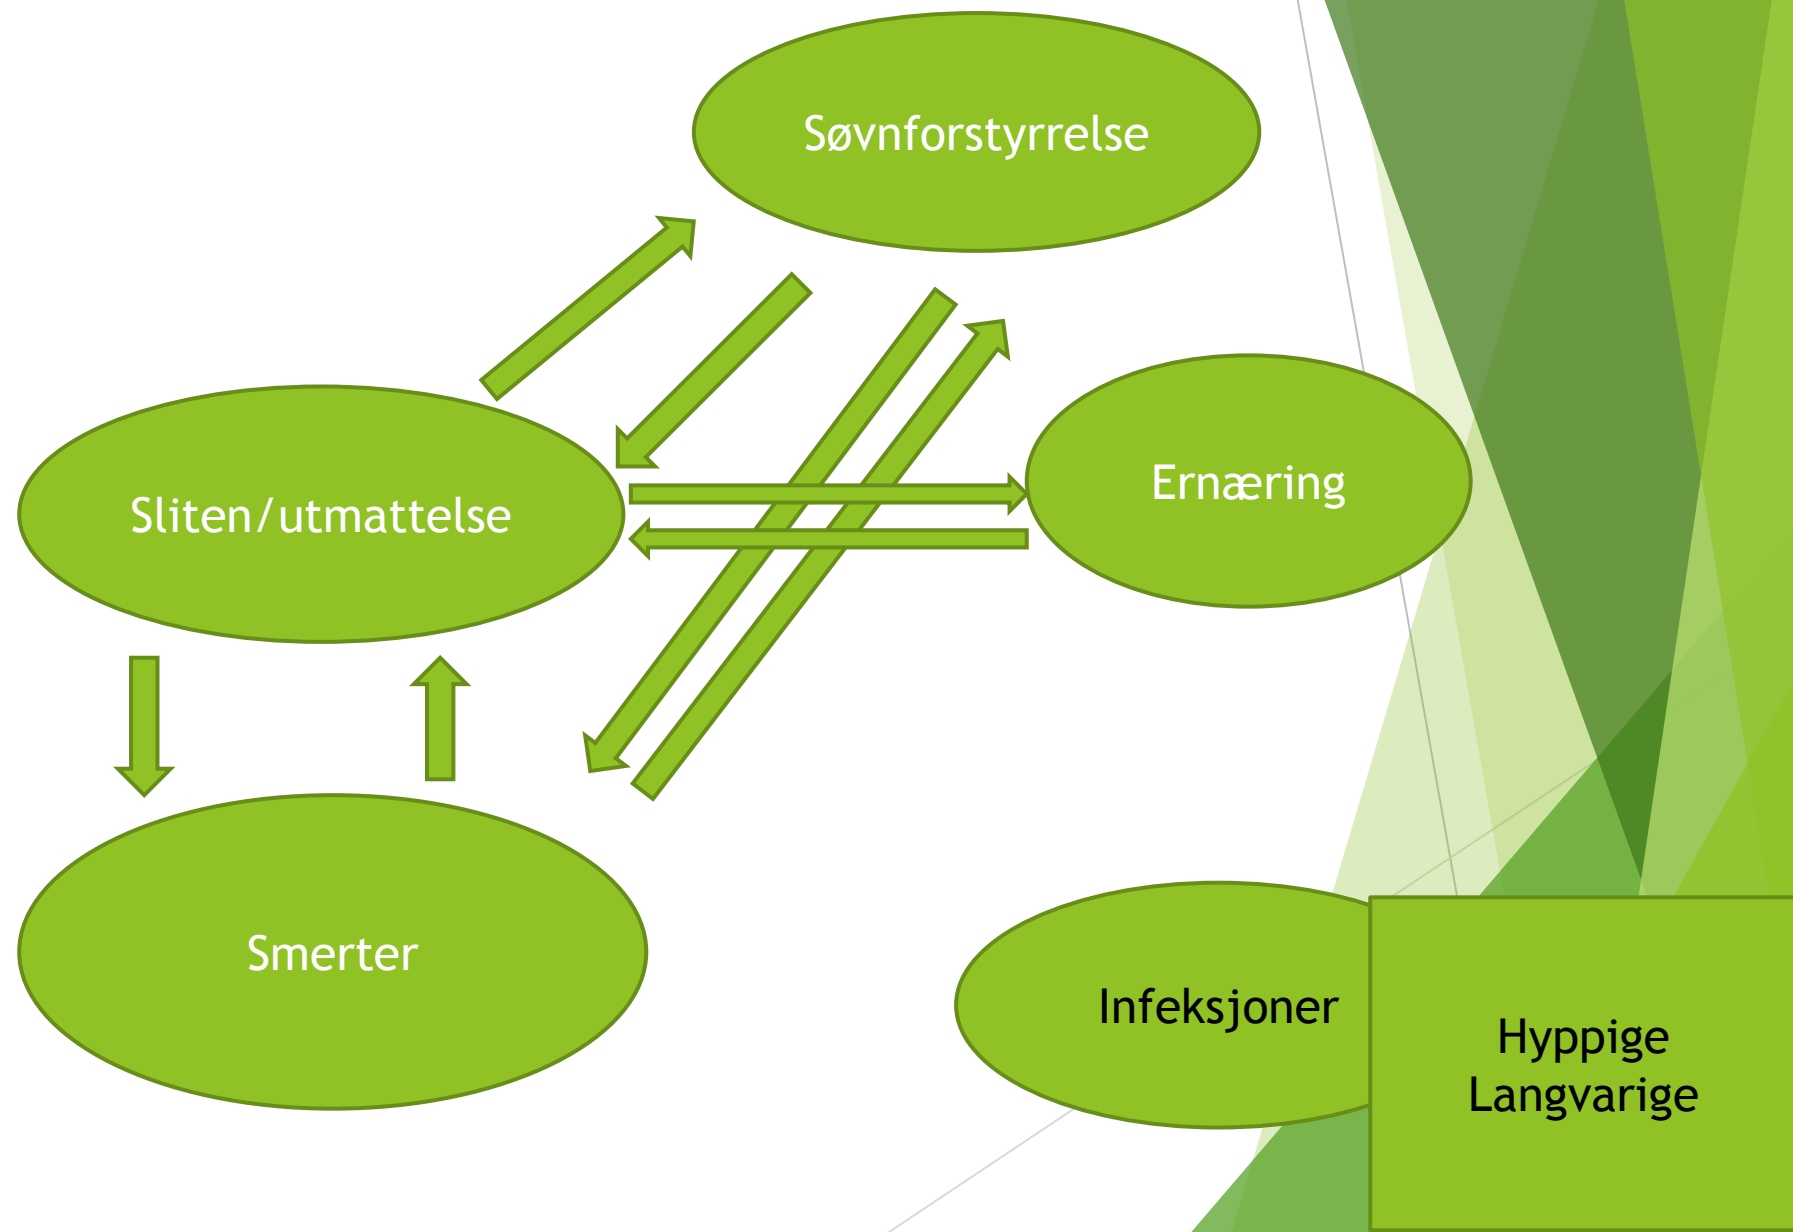 Søvnforstyrrelse
Ernæring
Sliten/utmattelse
Smerter
Infeksjoner
Hyppige
Langvarige